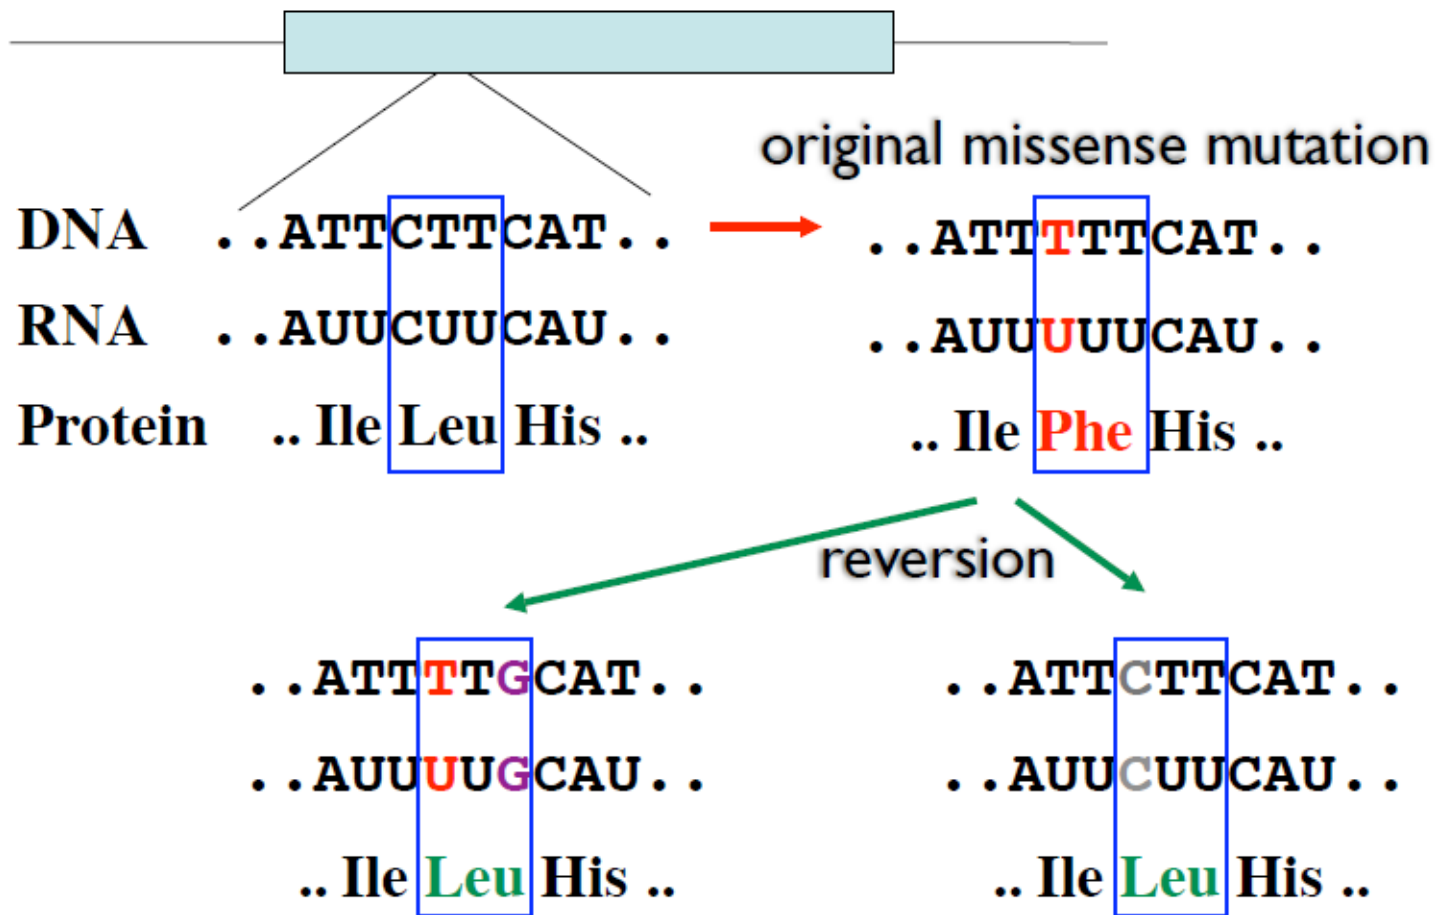 original missense mutation
DNA ..ATTCTTCAT.. ..ATTTTTCAT..
RNA ..AUUCUUCAU.. ..AUUUUUCAU..
Protein .. Ile Leu His .. .. Ile Phe His ..
reversion
..ATTTTGCAT.. ..ATTCTTCAT..
..AUUUUGCAU.. ..AUUCUUCAU..
.. Ile Leu His .. .. Ile Leu His ..